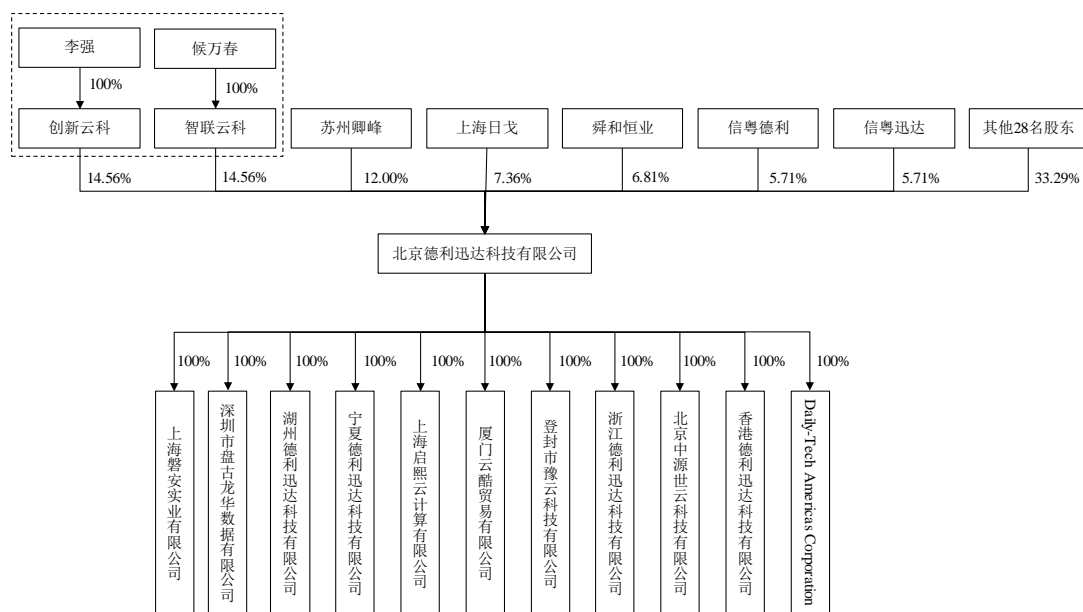 李强
候万春
100%
100%
创新云科
智联云科
苏州卿峰
上海日戈
舜和恒业
信粤德利
信粤迅达
其他28名股东
14.56%
14.56%
12.00%
7.36%
6.81%
5.71%
5.71%
33.29%
北京德利迅达科技有限公司
100%
100%
100%
100%
100%
100%
100%
100%
100%
100%
100%
上海磐安实业有限公司
深圳市盘古龙华数据有限公司
湖州德利迅达科技有限公司
宁夏德利迅达科技有限公司
上海启熙云计算有限公司
厦门云酷贸易有限公司
登封市豫云科技有限公司
浙江德利迅达科技有限公司
北京中源世云科技有限公司
香港德利迅达科技有限公司
Daily-Tech Americas Corporation